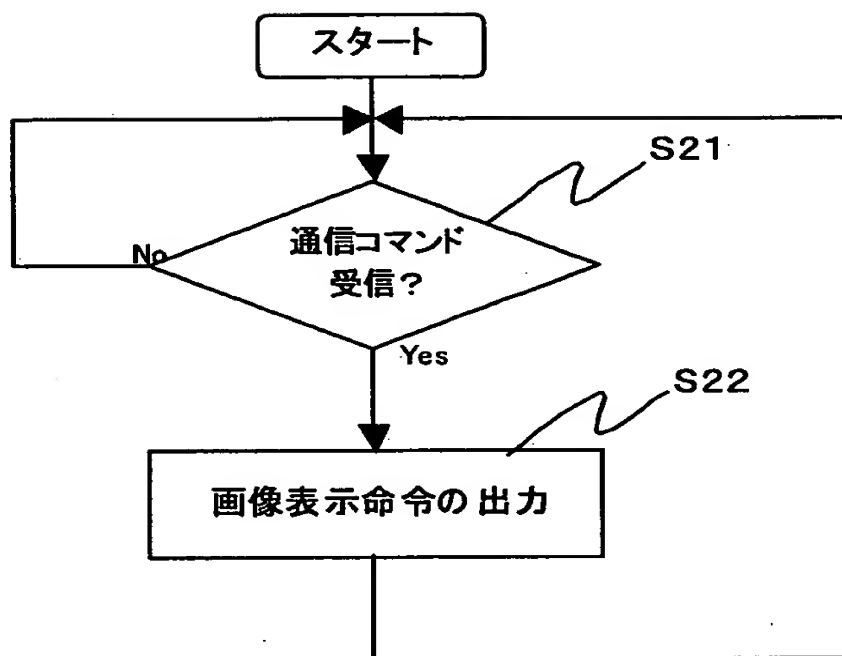 スタート
S21
通信コマンド
受信？
No
Yes
S22
画像表示命令の出力